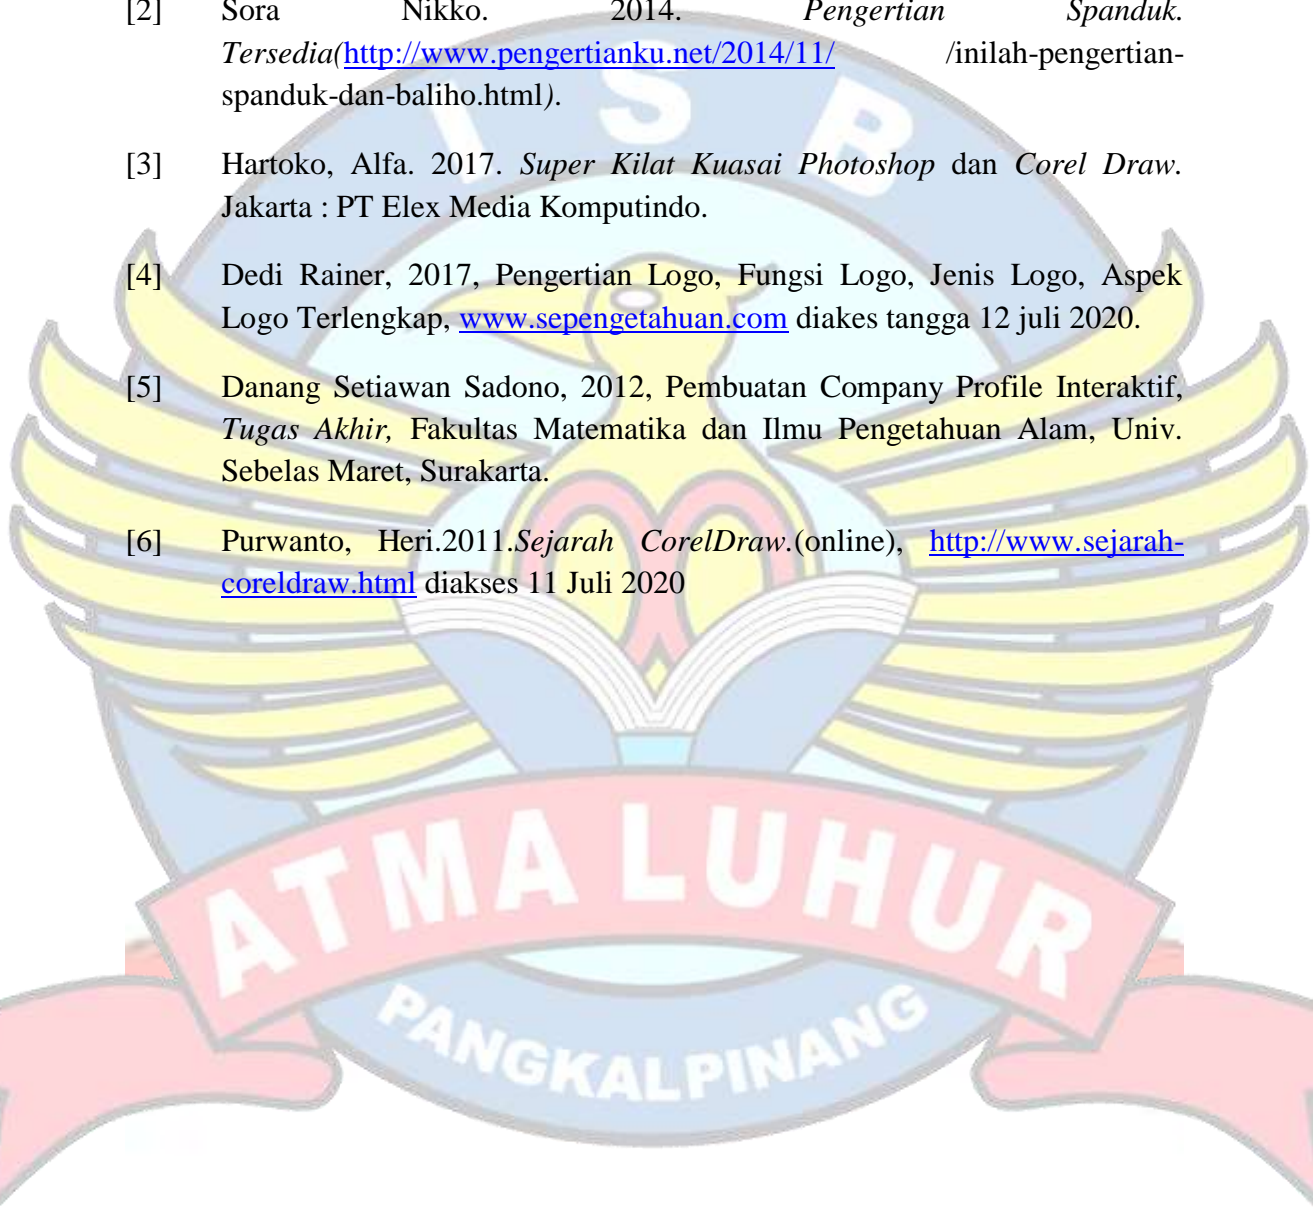 [2] Sora Nikko. 2014. Pengertian Spanduk.
Tersedia(http://www.pengertianku.net/2014/11/ /inilah-pengertian-
spanduk-dan-baliho.html).
[3] Hartoko, Alfa. 2017. Super Kilat Kuasai Photoshop dan Corel Draw.
Jakarta : PT Elex Media Komputindo.
[4] Dedi Rainer, 2017, Pengertian Logo, Fungsi Logo, Jenis Logo, Aspek
Logo Terlengkap, www.sepengetahuan.com diakes tangga 12 juli 2020.
[5] Danang Setiawan Sadono, 2012, Pembuatan Company Profile Interaktif,
Tugas Akhir, Fakultas Matematika dan Ilmu Pengetahuan Alam, Univ.
Sebelas Maret, Surakarta.
[6] Purwanto, Heri.2011.Sejarah CorelDraw.(online), http://www.sejarah-
coreldraw.html diakses 11 Juli 2020
I S B
ATMA LUHUR
PANGKALPINANG